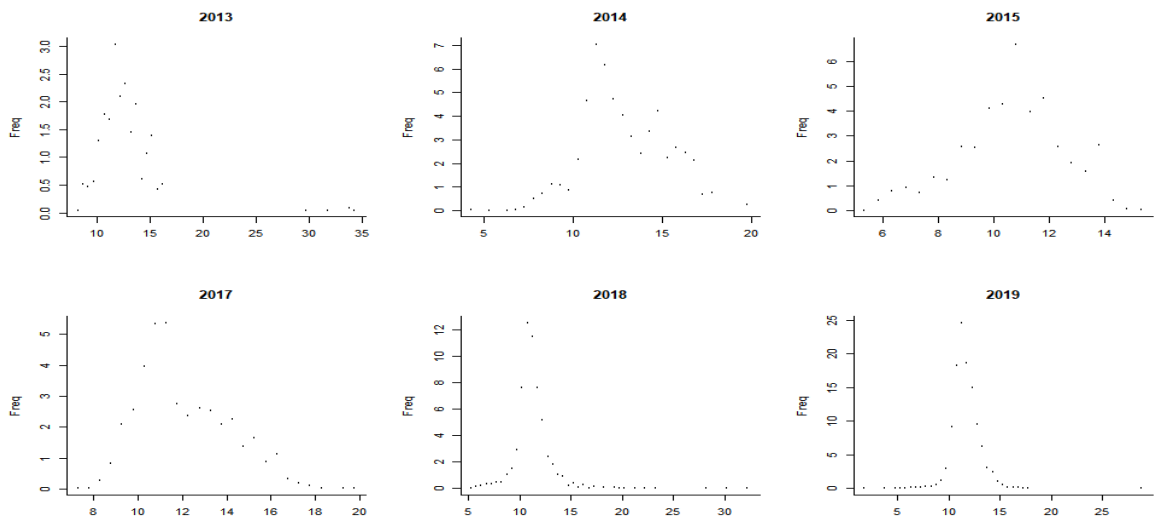 2013 2014 2015
Freq
0.0 0.5 1.0 1.5 2.0 2.5 3.0
10 15 20 25 30 35
Freq
0 1 2 3 4 5 6 7
5 10 15 20
Freq
0 1 2 3 4 5 6
6 8 10 12 14
2017 2018 2019
Freq
0 1 2 3 4 5
8 10 12 14 16 18 20
Freq
0 2 4 6 8 10 12
5 10 15 20 25 30
Freq
0 5 10 15 20 25
5 10 15 20 25